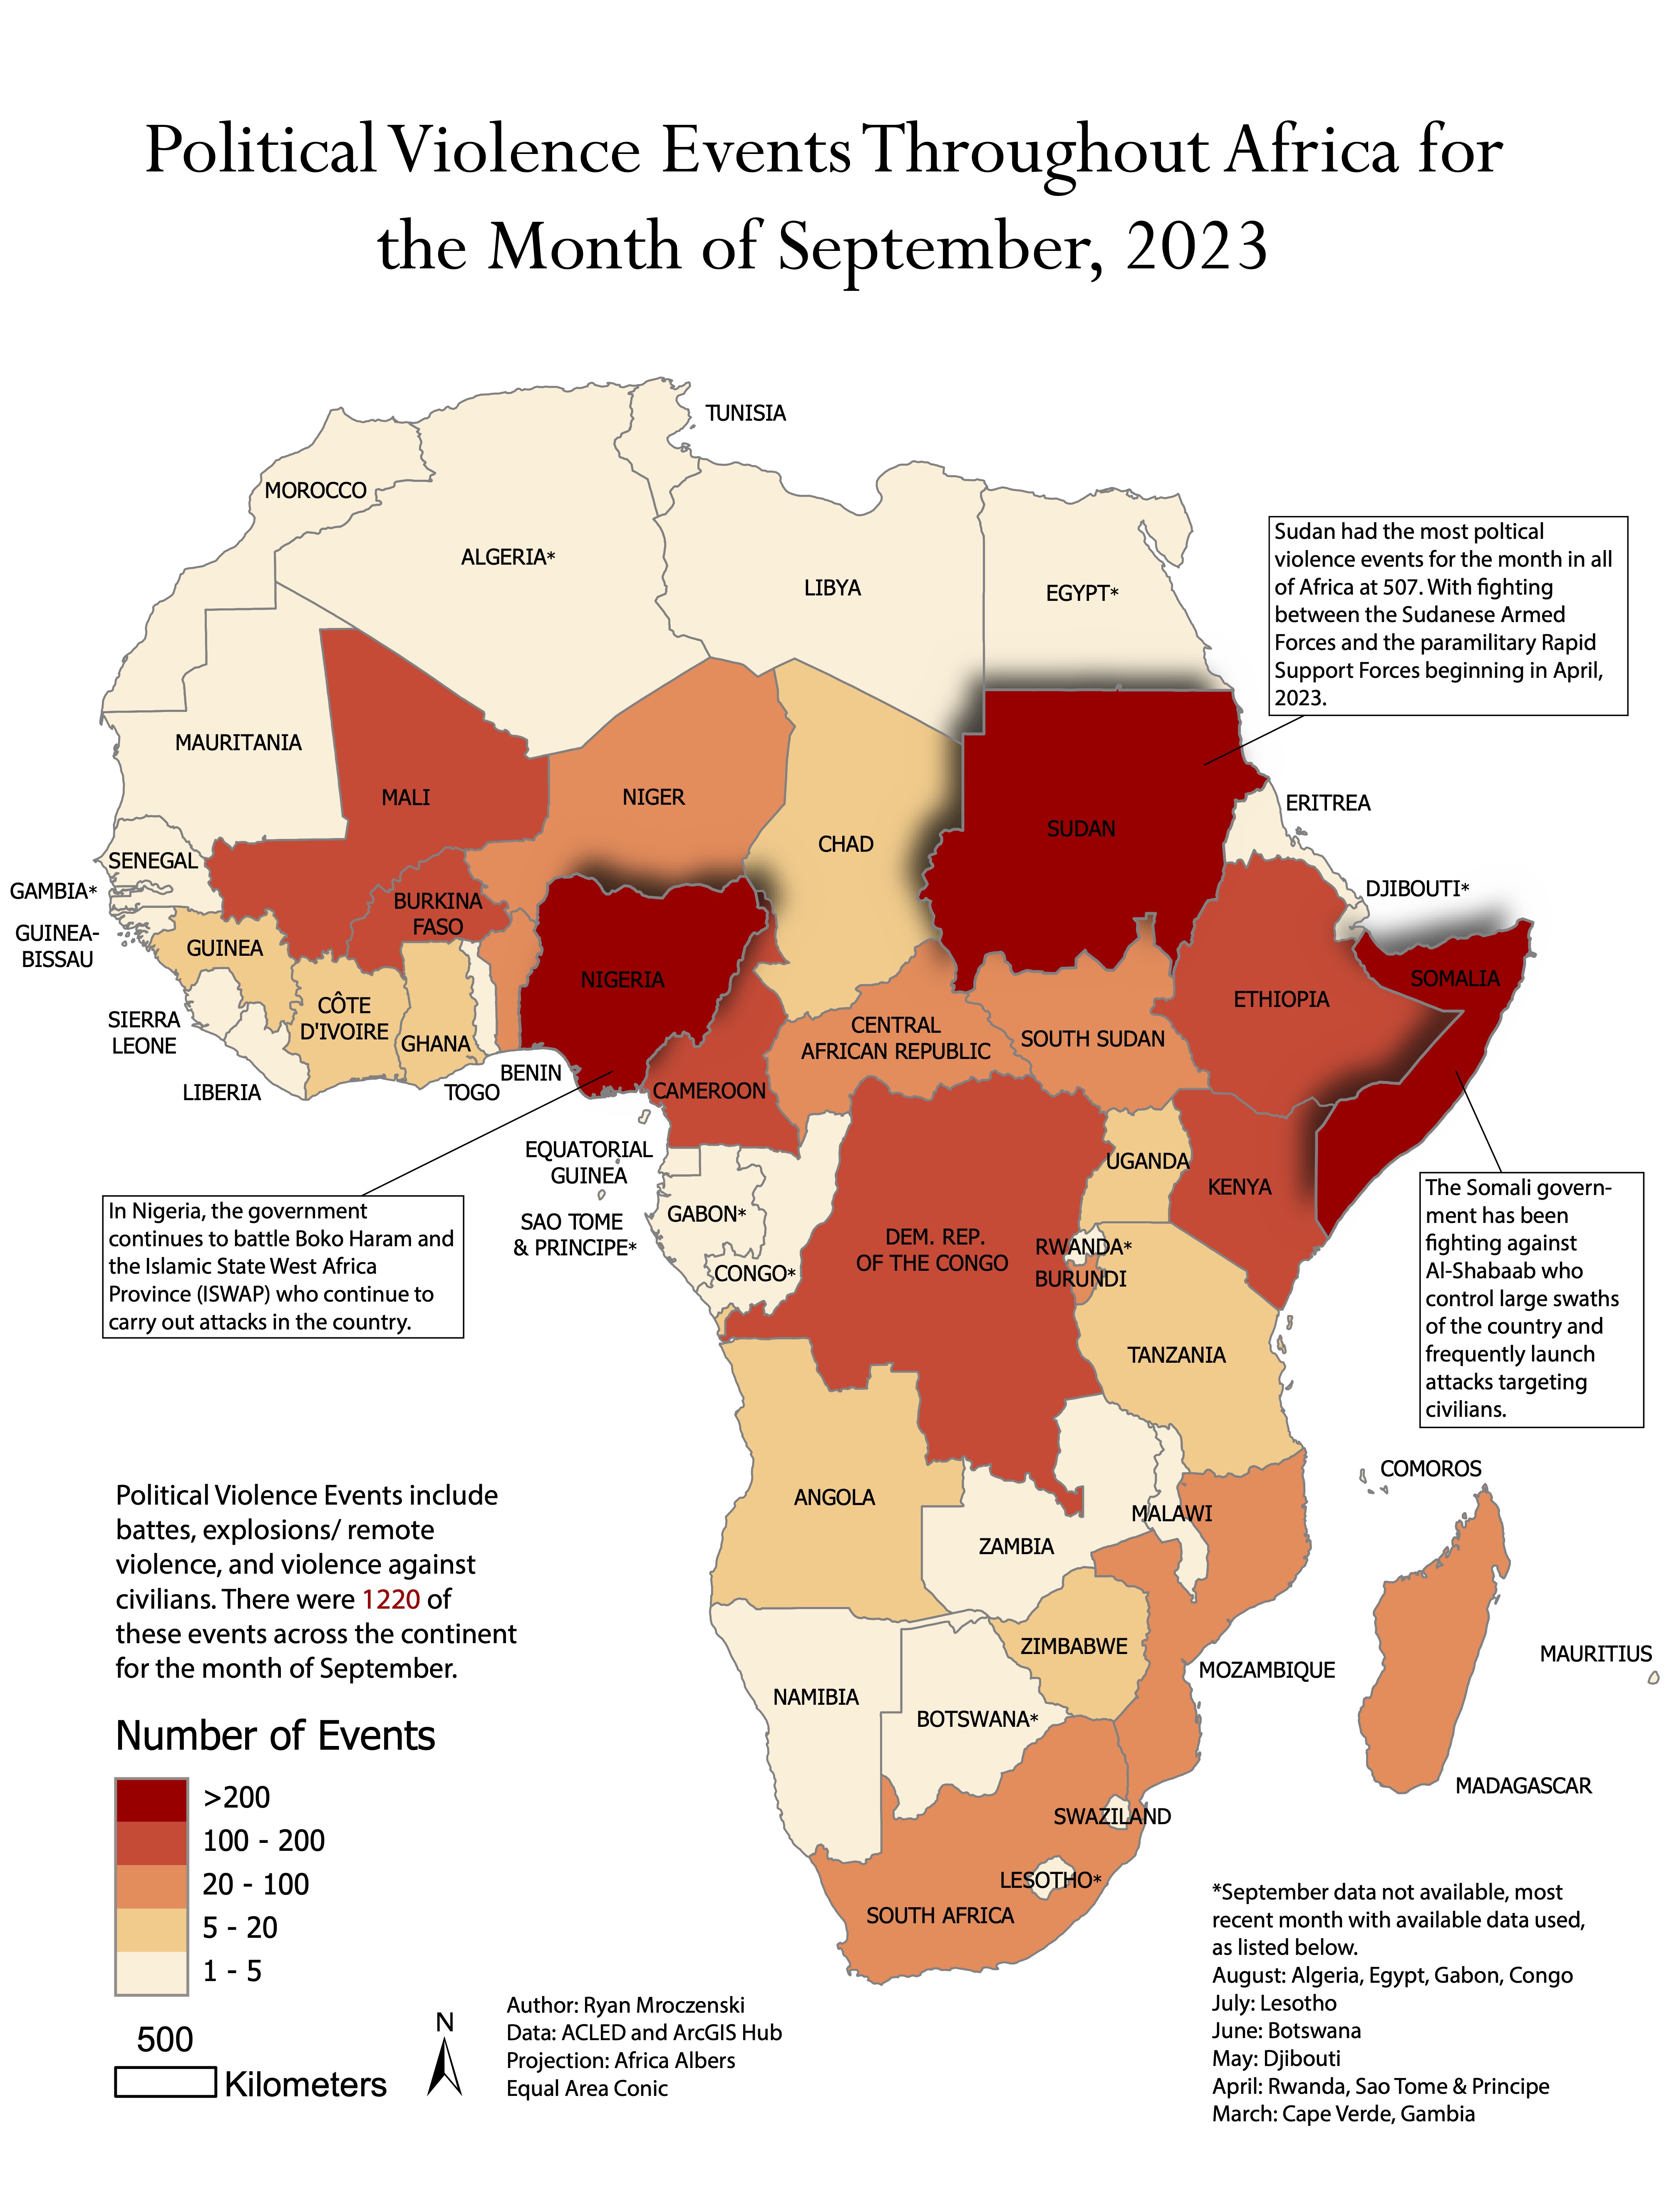 Political Violence Events Throughout Africa for
the Month of September, 2023
TUNISIA
MOROCCO
ALGERIA*
LIBYA
EGYPT*
Sudan had the most poltical
violence events for the month in all
of Africa at 507. With fighting
between the Sudanese Armed
Forces and the paramilitary Rapid
Support Forces beginning in April,
2023.
MAURITANIA
MALI
NIGER
CHAD
SUDAN
ERITREA
SENEGAL
GAMBIA*
GUINEA-
BISSAU
GUINEA
BURKINA
FASO
DJIBOUTI*
NIGERIA
SOMALIA
ETHIOPIA
SIERRA
LEONE
CÔTE
D'IVOIRE
GHANA
LIBERIA
TOGO
BENIN
CENTRAL
AFRICAN REPUBLIC
SOUTH SUDAN
CAMEROON
EQUATORIAL
GUINEA
SAO TOME
& PRINCIPE*
GABON*
CONGO*
DEM. REP.
OF THE CONGO
UGANDA
KENYA
RWANDA*
BURUNDI
TANZANIA
In Nigeria, the government
continues to battle Boko Haram and
the Islamic State West Africa
Province (ISWAP) who continue to
carry out attacks in the country.
The Somali govern-
ment has been
fighting against
Al-Shabaab who
control large swaths
of the country and
frequently launch
attacks targeting
civilians.
COMOROS
ANGOLA
ZAMBIA
MALAWI
ZIMBABWE
MOZAMBIQUE
MAURITIUS
NAMIBIA
BOTSWANA*
MADAGASCAR
SWAZILAND
LESOTHO*
SOUTH AFRICA
Political Violence Events include
battes, explosions/ remote
violence, and violence against
civilians. There were 1220 of
these events across the continent
for the month of September.
Number of Events
>200
100 - 200
20 - 100
5 - 20
1 - 5
500
Kilometers
N
Author: Ryan Mroczenski
Data: ACLED and ArcGIS Hub
Projection: Africa Albers
Equal Area Conic
*September data not available, most
recent month with available data used,
as listed below.
August: Algeria, Egypt, Gabon, Congo
July: Lesotho
June: Botswana
May: Djibouti
April: Rwanda, Sao Tome & Principe
March: Cape Verde, Gambia